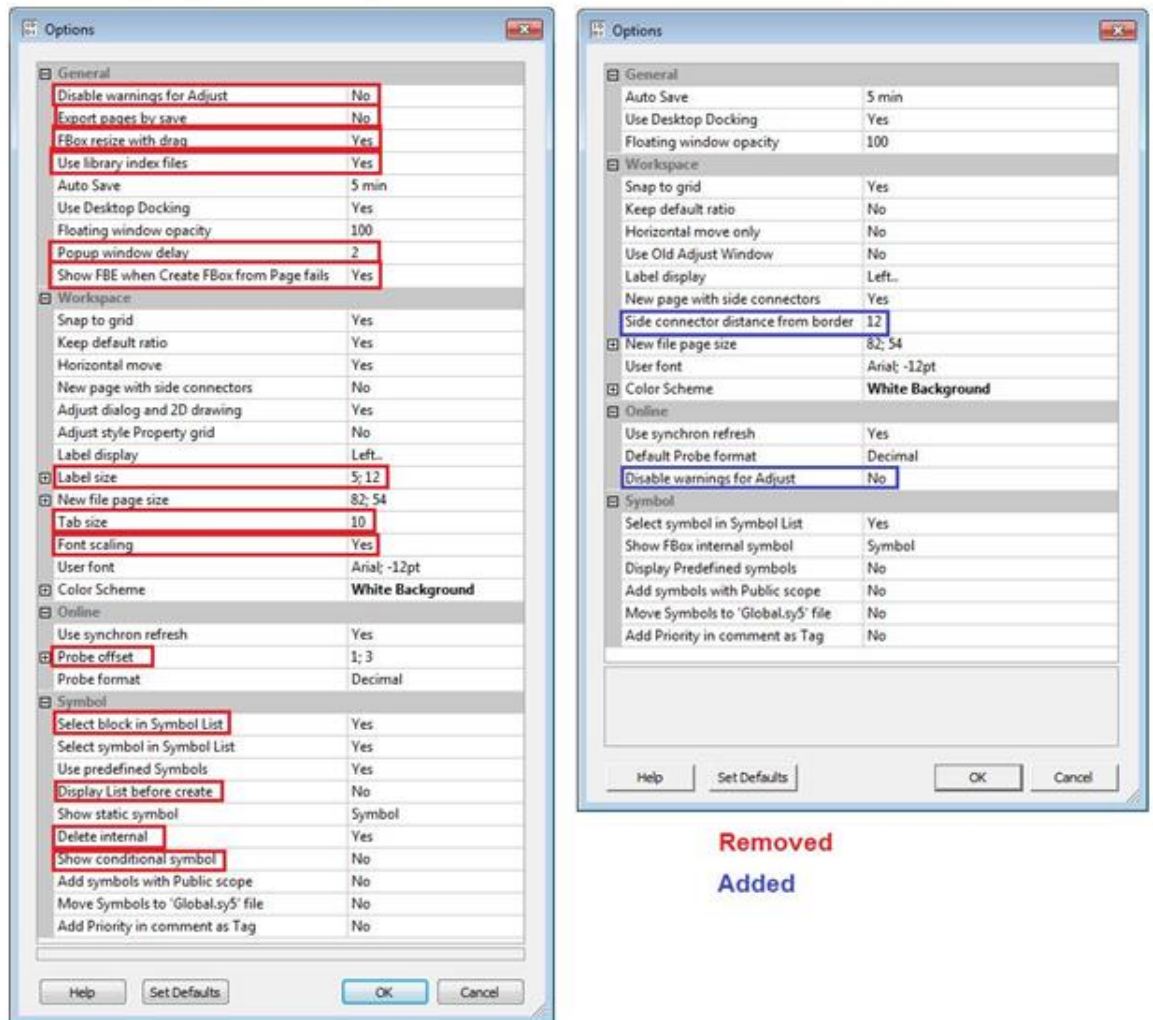 Options
General
Disable warnings for Adjust No
Export pages by save No
FBox resize with drag Yes
Use library index files Yes
Auto Save 5 min
Use Desktop Docking Yes
Floating window opacity 100
Popup window delay 2
Show FBE when Create FBox from Page fails Yes
Workspace
Snap to grid Yes
Keep default ratio Yes
Horizontal move Yes
New page with side connectors No
Adjust dialog and 2D drawing Yes
Adjust style Property grid No
Label display Left..
Label size 5; 12
New file page size 82; 54
Tab size 10
Font scaling Yes
User font Arial; -12pt
Color Scheme White Background
Online
Use synchron refresh Yes
Probe offset 1; 3
Probe format Decimal
Symbol
Select block in Symbol List Yes
Select symbol in Symbol List Yes
Use predefined Symbols Yes
Display List before create No
Show static symbol Symbol
Delete internal Yes
Show conditional symbol No
Add symbols with Public scope No
Move Symbols to 'Global.sy5' file No
Add Priority in comment as Tag No
Help Set Defaults OK Cancel
Options
General
Auto Save 5 min
Use Desktop Docking Yes
Floating window opacity 100
Workspace
Snap to grid Yes
Keep default ratio No
Horizontal move only No
Use Old Adjust Window No
Label display Left..
New page with side connectors Yes
Side connector distance from border 12
New file page size 82; 54
User font Arial; -12pt
Color Scheme White Background
Online
Use synchron refresh Yes
Default Probe format Decimal
Disable warnings for Adjust No
Symbol
Select symbol in Symbol List Yes
Show FBox internal symbol Symbol
Display Predefined symbols No
Add symbols with Public scope No
Move Symbols to 'Global.sy5' file No
Add Priority in comment as Tag No
Help Set Defaults OK Cancel
Removed
Added